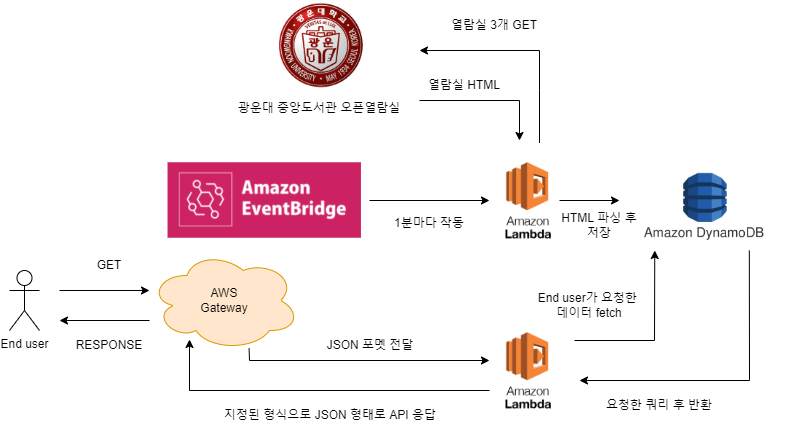 열람실 3개 GET
광운대학교
VERITAS et LUX
광운
KWANGWOON UNIVERSITY • MAY 1934 SEOUL KOREA
열람실 HTML
광운대 중앙도서관 오픈열람실
Amazon
EventBridge
1분마다 작동
Amazon
Lambda
HTML 파싱 후
저장
Amazon DynamoDB
GET
AWS
Gateway
End user
RESPONSE
End user가 요청한
데이터 fetch
JSON 포멧 전달
Amazon
Lambda
지정된 형식으로 JSON 형태로 API 응답
요청한 쿼리 후 반환